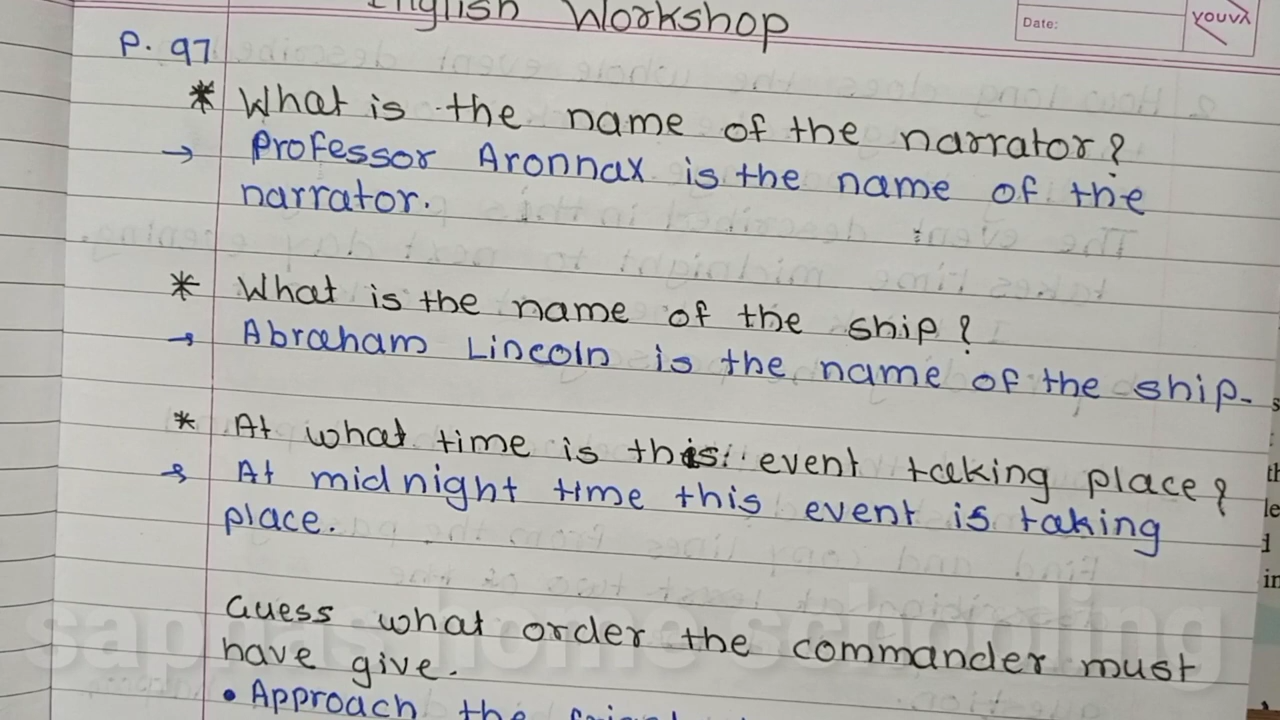 English Workshop
Date:
YOUVA
P. 97
* What is the name of the narrator?
→ Professor Aronnax is the name of the
narrator.
* What is the name of the ship?
→ Abraham Lincoln is the name of the ship.
* At what time is this event taking place?
→ At midnight time this event is taking
place.
Guess what order the commander must
have give.
• Approach the
sapnas home schooling